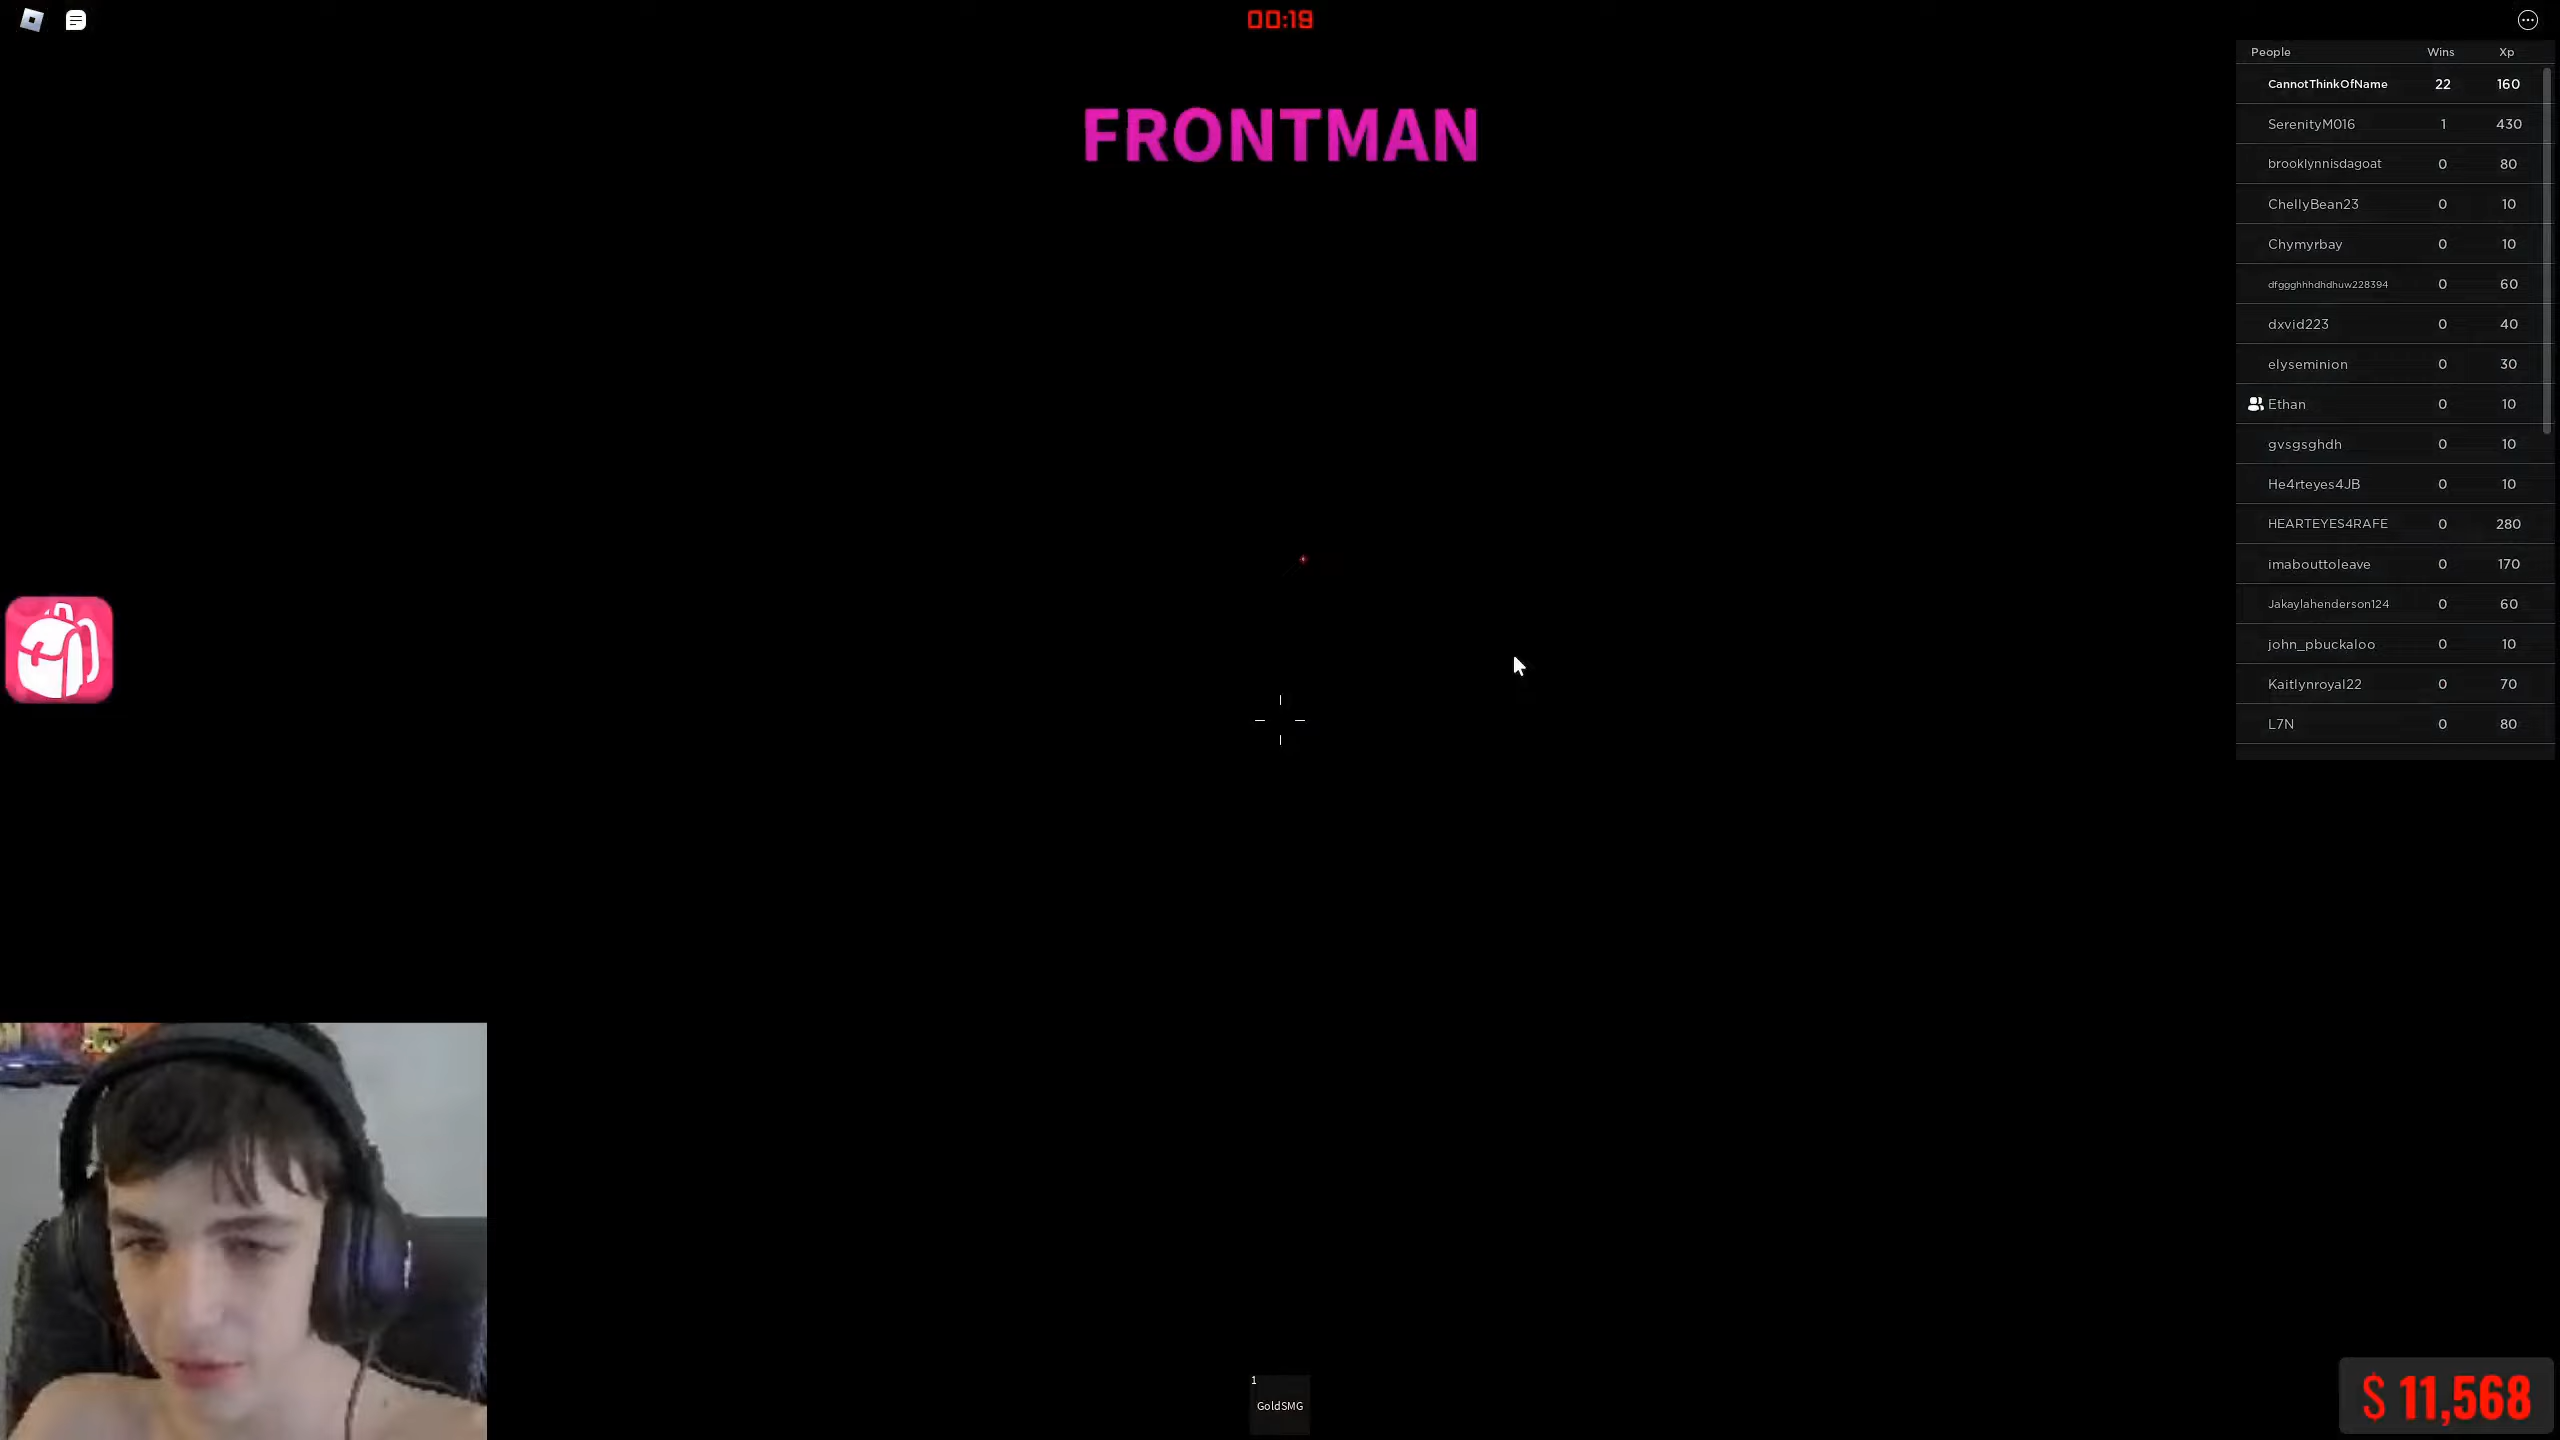 00:19
People Wins Xp
FRONTMAN
CannotThinkOfName 22 160
SerenityM016 1 430
brooklynnisdagoat 0 80
ChellyBean23 0 10
Chymyrbay 0 10
dfggghhhdhdhuw228394 0 60
dxvid223 0 40
elyseminion 0 30
Ethan 0 10
gvsgsghdh 0 10
He4rteyes4JB 0 10
HEARTEYES4RAFE 0 280
imabouttoleave 0 170
Jakaylahenderson124 0 60
john_pbuckaloo 0 10
Kaitlynroyal22 0 70
L7N 0 80
1
GoldSMG
$ 11,568